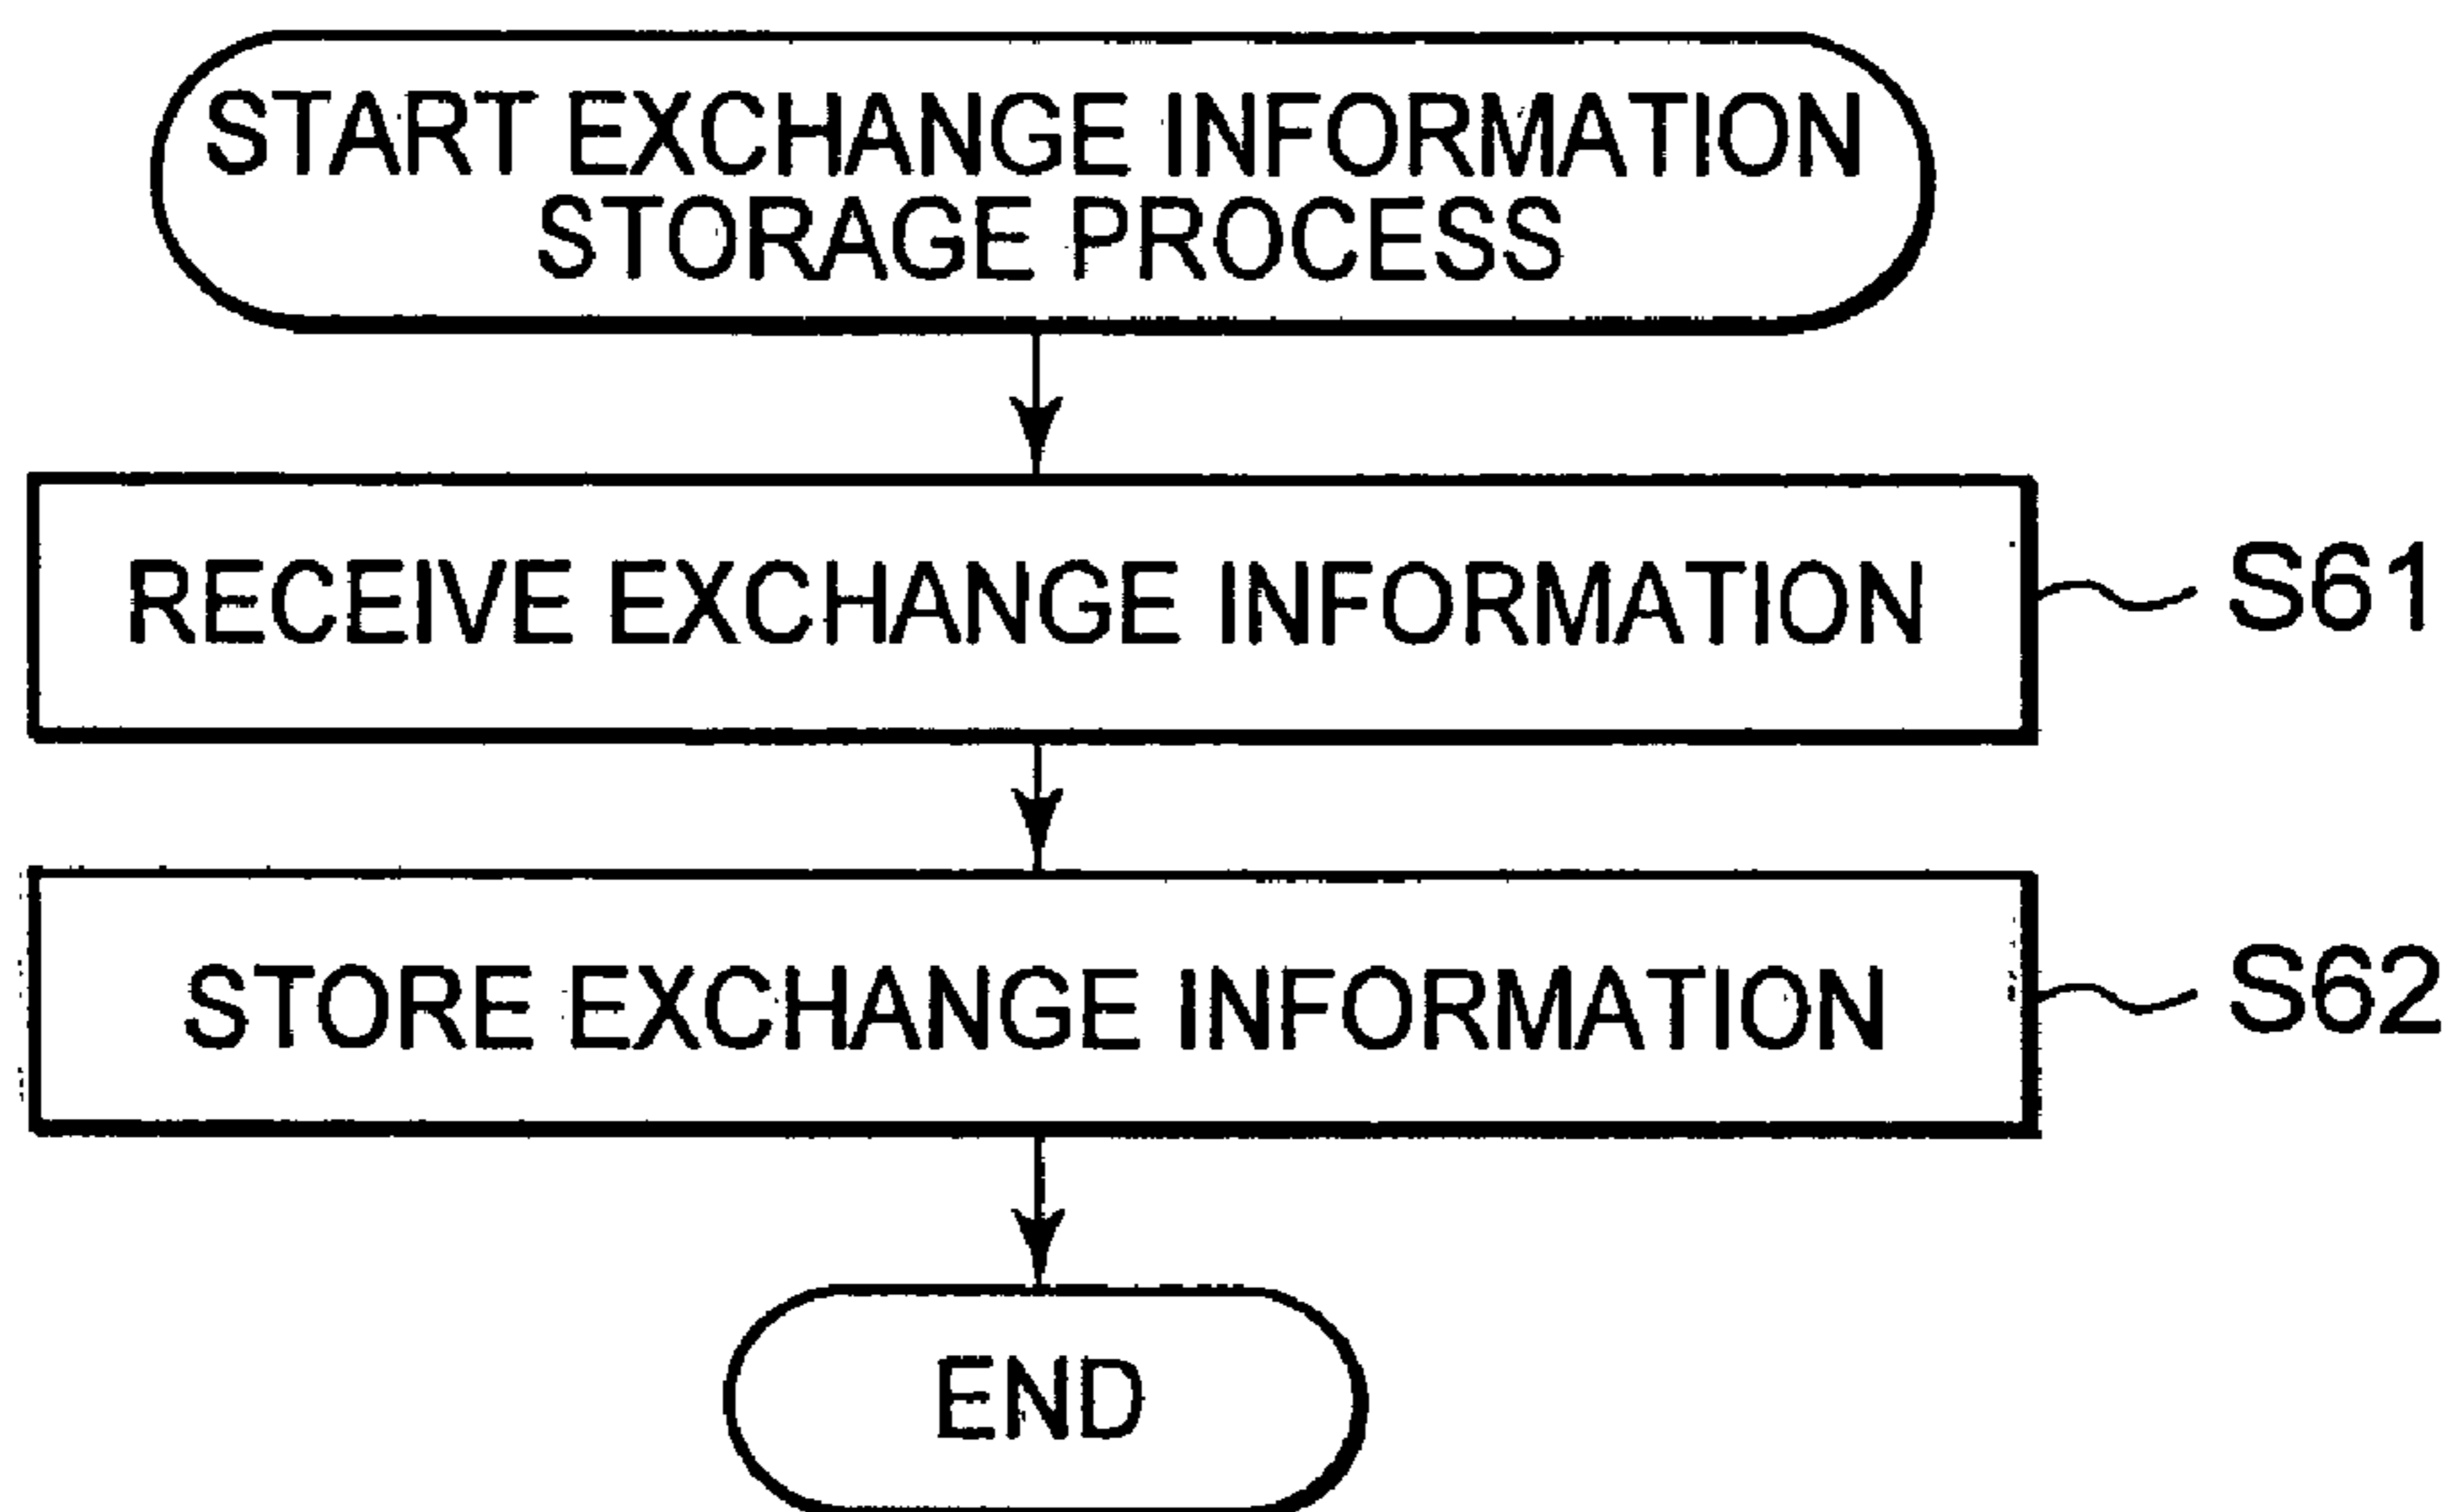 START EXCHANGE INFORMATION
STORAGE PROCESS
RECEIVE EXCHANGE INFORMATION
S61
STORE EXCHANGE INFORMATION
S62
END